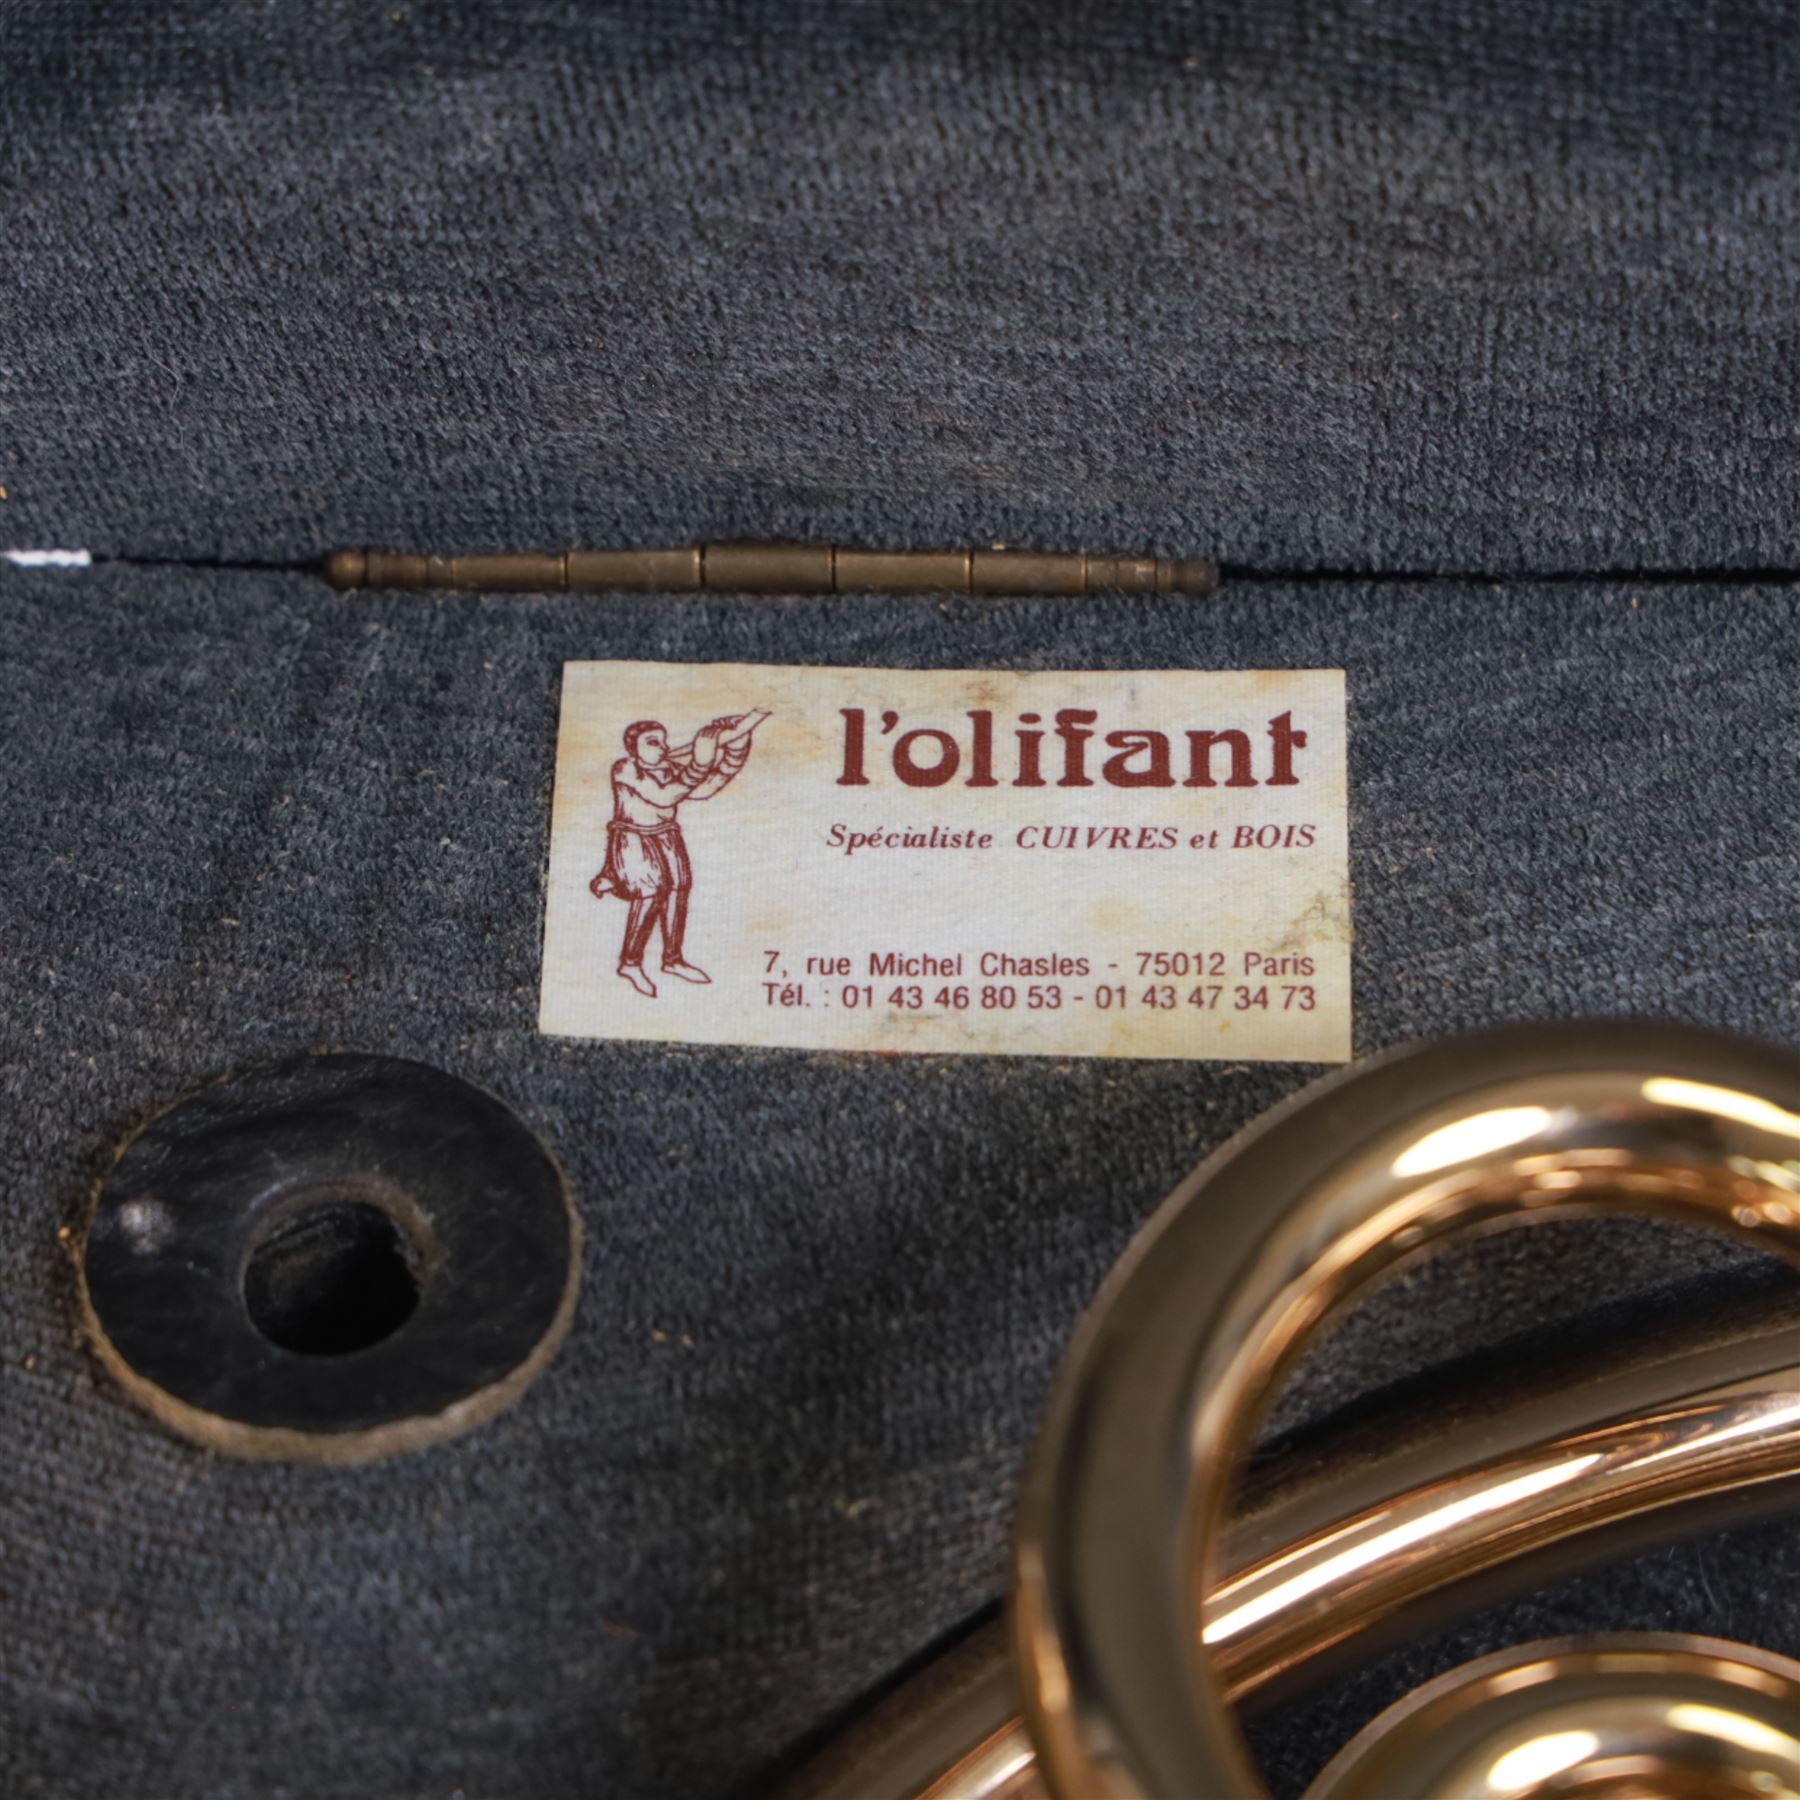 l'olifant
Spécialiste CUIVRES et BOIS
7, rue Michel Chasles - 75012 Paris
Tél. : 01 43 46 80 53 - 01 43 47 34 73